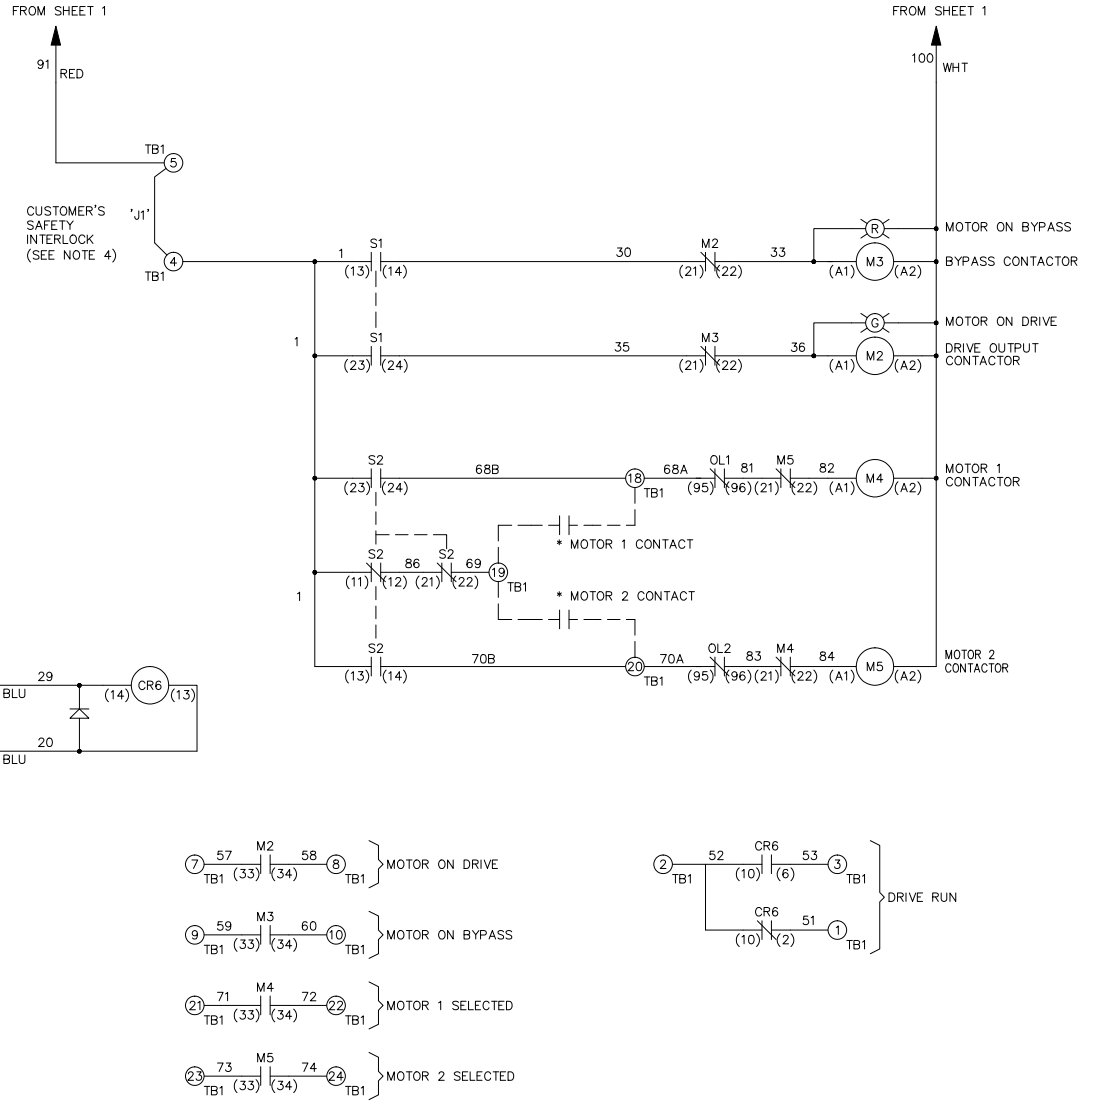 FROM SHEET 1
FROM SHEET 1
91
RED
100
WHT
TB1
5
CUSTOMER'S
SAFETY
INTERLOCK
(SEE NOTE 4)
'J1'
4
TB1
1
S1
(13) (14)
30
M2
(21) (22)
33
R
MOTOR ON BYPASS
(A1) M3 (A2)
BYPASS CONTACTOR
1
S1
(23) (24)
35
M3
(21) (22)
36
G
MOTOR ON DRIVE
(A1) M2 (A2)
DRIVE OUTPUT
CONTACTOR
S2
(23) (24)
68B
18
TB1
68A
OL1
(95) (96)
81
M5
(21) (22)
82
(A1) M4 (A2)
MOTOR 1
CONTACTOR
* MOTOR 1 CONTACT
S2
(11) (12)
86
S2
(21) (22)
69
19
TB1
* MOTOR 2 CONTACT
1
S2
(13) (14)
70B
20
TB1
70A
OL2
(95) (96)
83
M4
(21) (22)
84
(A1) M5 (A2)
MOTOR 2
CONTACTOR
29
BLU
(14) CR6 (13)
20
BLU
7
TB1
57
M2
(33) (34)
58
8
TB1
MOTOR ON DRIVE
9
TB1
59
M3
(33) (34)
60
10
TB1
MOTOR ON BYPASS
21
TB1
71
M4
(33) (34)
72
22
TB1
MOTOR 1 SELECTED
23
TB1
73
M5
(33) (34)
74
24
TB1
MOTOR 2 SELECTED
2
TB1
52
CR6
(10) (6)
53
3
TB1
CR6
(10) (2)
51
1
TB1
DRIVE RUN